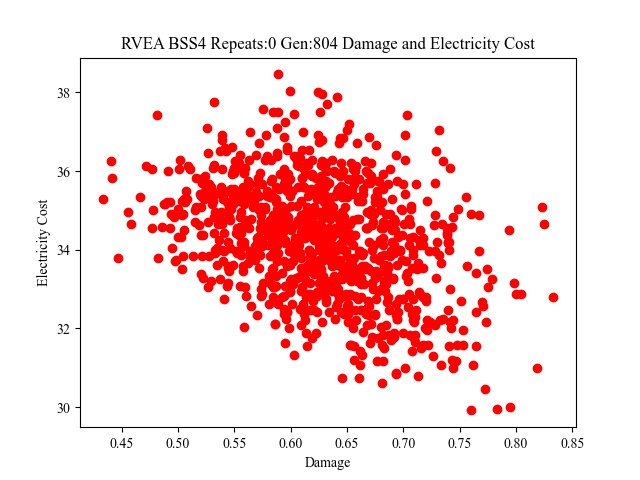 RVEA BSS4 Repeats:0 Gen:804 Damage and Electricity Cost
38
36
34
32
30
Electricity Cost
0.45 0.50 0.55 0.60 0.65 0.70 0.75 0.80 0.85
Damage